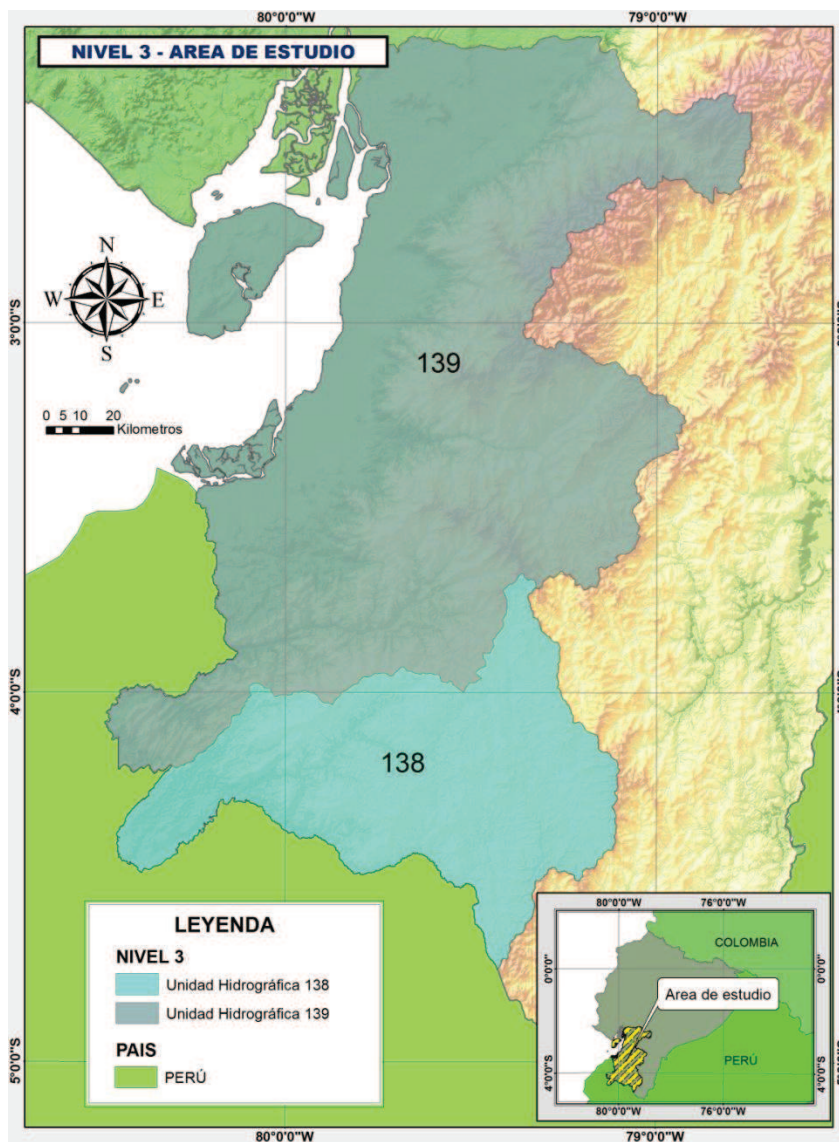 80°0'0"W
79°0'0"W
NIVEL 3 - AREA DE ESTUDIO
N
W
E
S
3°0'0"S
139
0 5 10 20
Kilometros
4°0'0"S
138
LEYENDA
NIVEL 3
Unidad Hidrográfica 138
Unidad Hidrográfica 139
PAIS
PERÚ
5°0'0"S
80°0'0"W
76°0'0"W
COLOMBIA
0°0'0"
Area de estudio
PERÚ
4°0'0"S
4°0'0"S
80°0'0"W
76°0'0"W
80°0'0"W
79°0'0"W